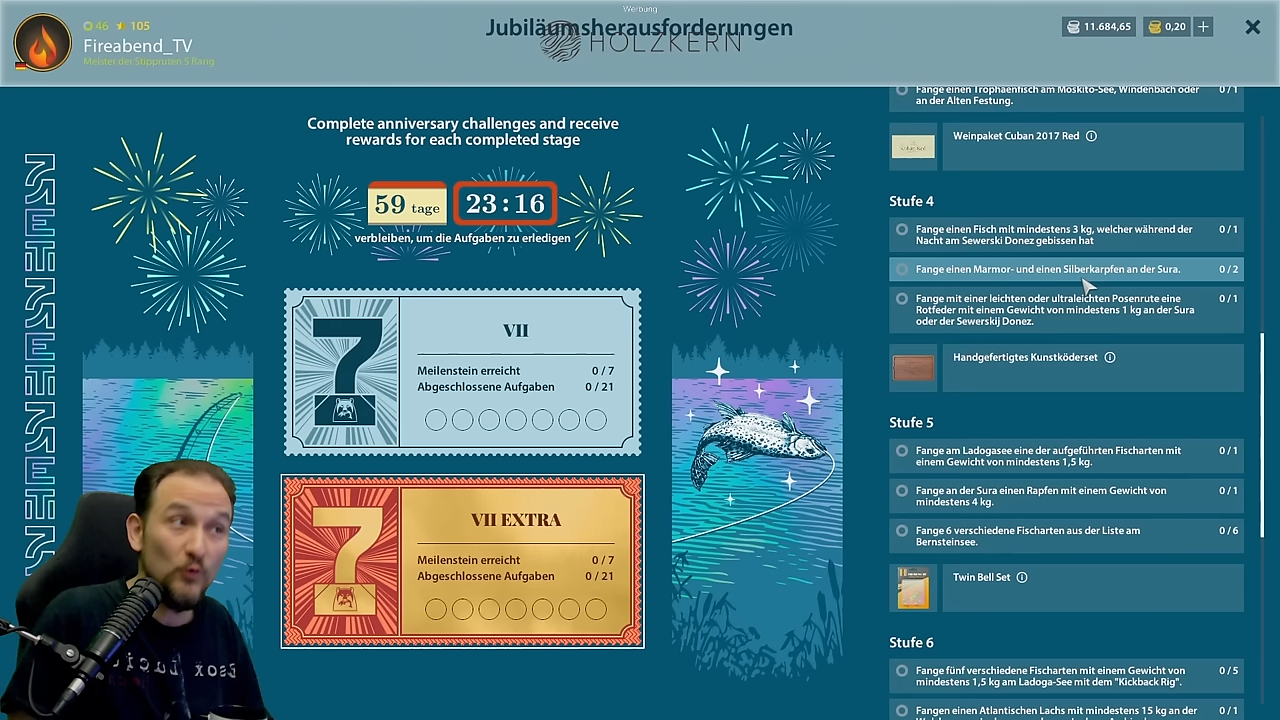 Werbung
46 105
Fireabend_TV
Meister der Stippruten 5 Rang
Jubiläumsherausforderungen
HOLZKERN
11.684,65
0,20
Complete anniversary challenges and receive
rewards for each completed stage
59 tage
23:16
verbleiben, um die Aufgaben zu erledigen
7
VII
Meilenstein erreicht 0 / 7
Abgeschlossene Aufgaben 0 / 21
7
VII EXTRA
Meilenstein erreicht 0 / 7
Abgeschlossene Aufgaben 0 / 21
Esox Luci
Fange einen Trophäenfisch am Moskito-See, Windenbach oder 0 / 1
an der Alten Festung.
Weinpaket Cuban 2017 Red
Stufe 4
Fange einen Fisch mit mindestens 3 kg, welcher während der 0 / 1
Nacht am Sewerski Donez gebissen hat
Fange einen Marmor- und einen Silberkarpfen an der Sura. 0 / 2
Fange mit einer leichten oder ultraleichten Posenrute eine 0 / 1
Rotfeder mit einem Gewicht von mindestens 1 kg an der Sura
oder der Sewerskij Donez.
Handgefertigtes Kunstköderset
Stufe 5
Fange am Ladogasee eine der aufgeführten Fischarten mit 0 / 1
einem Gewicht von mindestens 1,5 kg.
Fange an der Sura einen Rapfen mit einem Gewicht von 0 / 1
mindestens 4 kg.
Fange 6 verschiedene Fischarten aus der Liste am 0 / 6
Bernsteinsee.
Twin Bell Set
Stufe 6
Fange fünf verschiedene Fischarten mit einem Gewicht von 0 / 5
mindestens 1,5 kg am Ladoga-See mit dem "Kickback Rig".
Fangen einen Atlantischen Lachs mit mindestens 15 kg an der 0 / 1